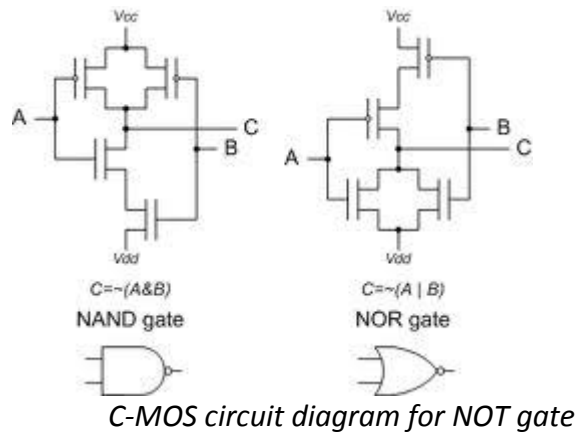 Vcc Vcc
A C B
A B C
Vdd Vdd
C=~(A&B) C=~(A | B)
NAND gate NOR gate
C-MOS circuit diagram for NOT gate